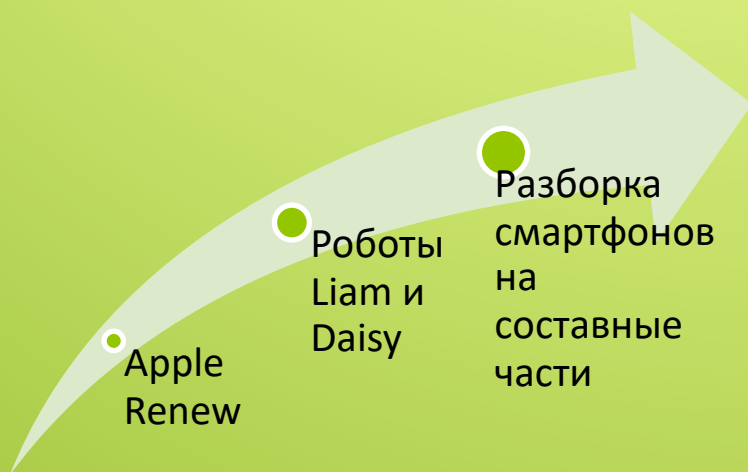 Apple
Renew
Роботы
Liam и
Daisy
Разборка
смартфонов
на
составные
части